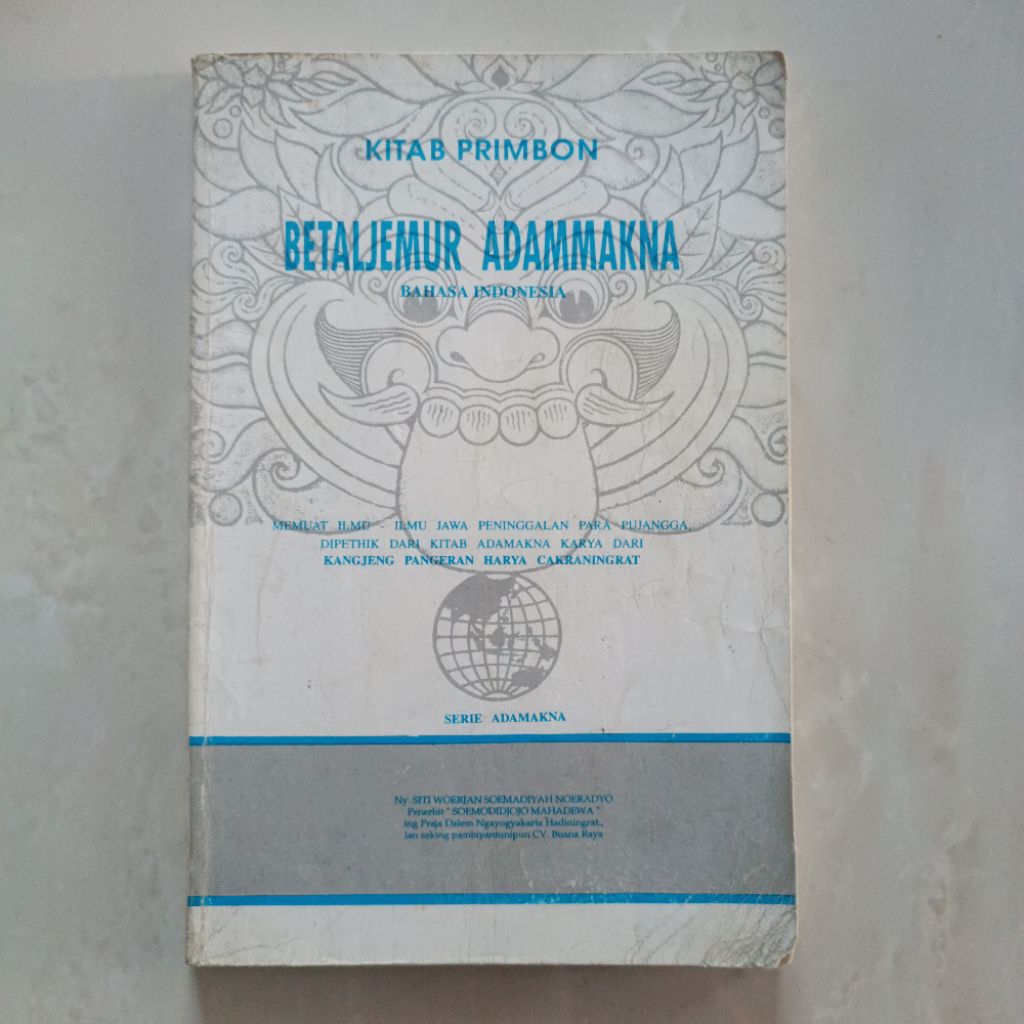 KITAB PRIMBON
BETALJEMUR ADAMMAKNA
BAHASA INDONESIA
MEMUAT ILMU - ILMU JAWA PENINGGALAN PARA PUJANGGA,
DIPETHIK DARI KITAB ADAMAKNA KARYA DARI
KANGJENG PANGERAN HARYA CAKRANINGRAT
SERIE ADAMAKNA
Ny. SITI WOERJAN SOEMADIYAH NOERADYO
Penerbit " SOEMODIDJOJO MAHADEWA "
ing Praja Dalem Ngayogyakarta Hadiningrat.,
lan saking pambiyantunipun CV. Buana Raya